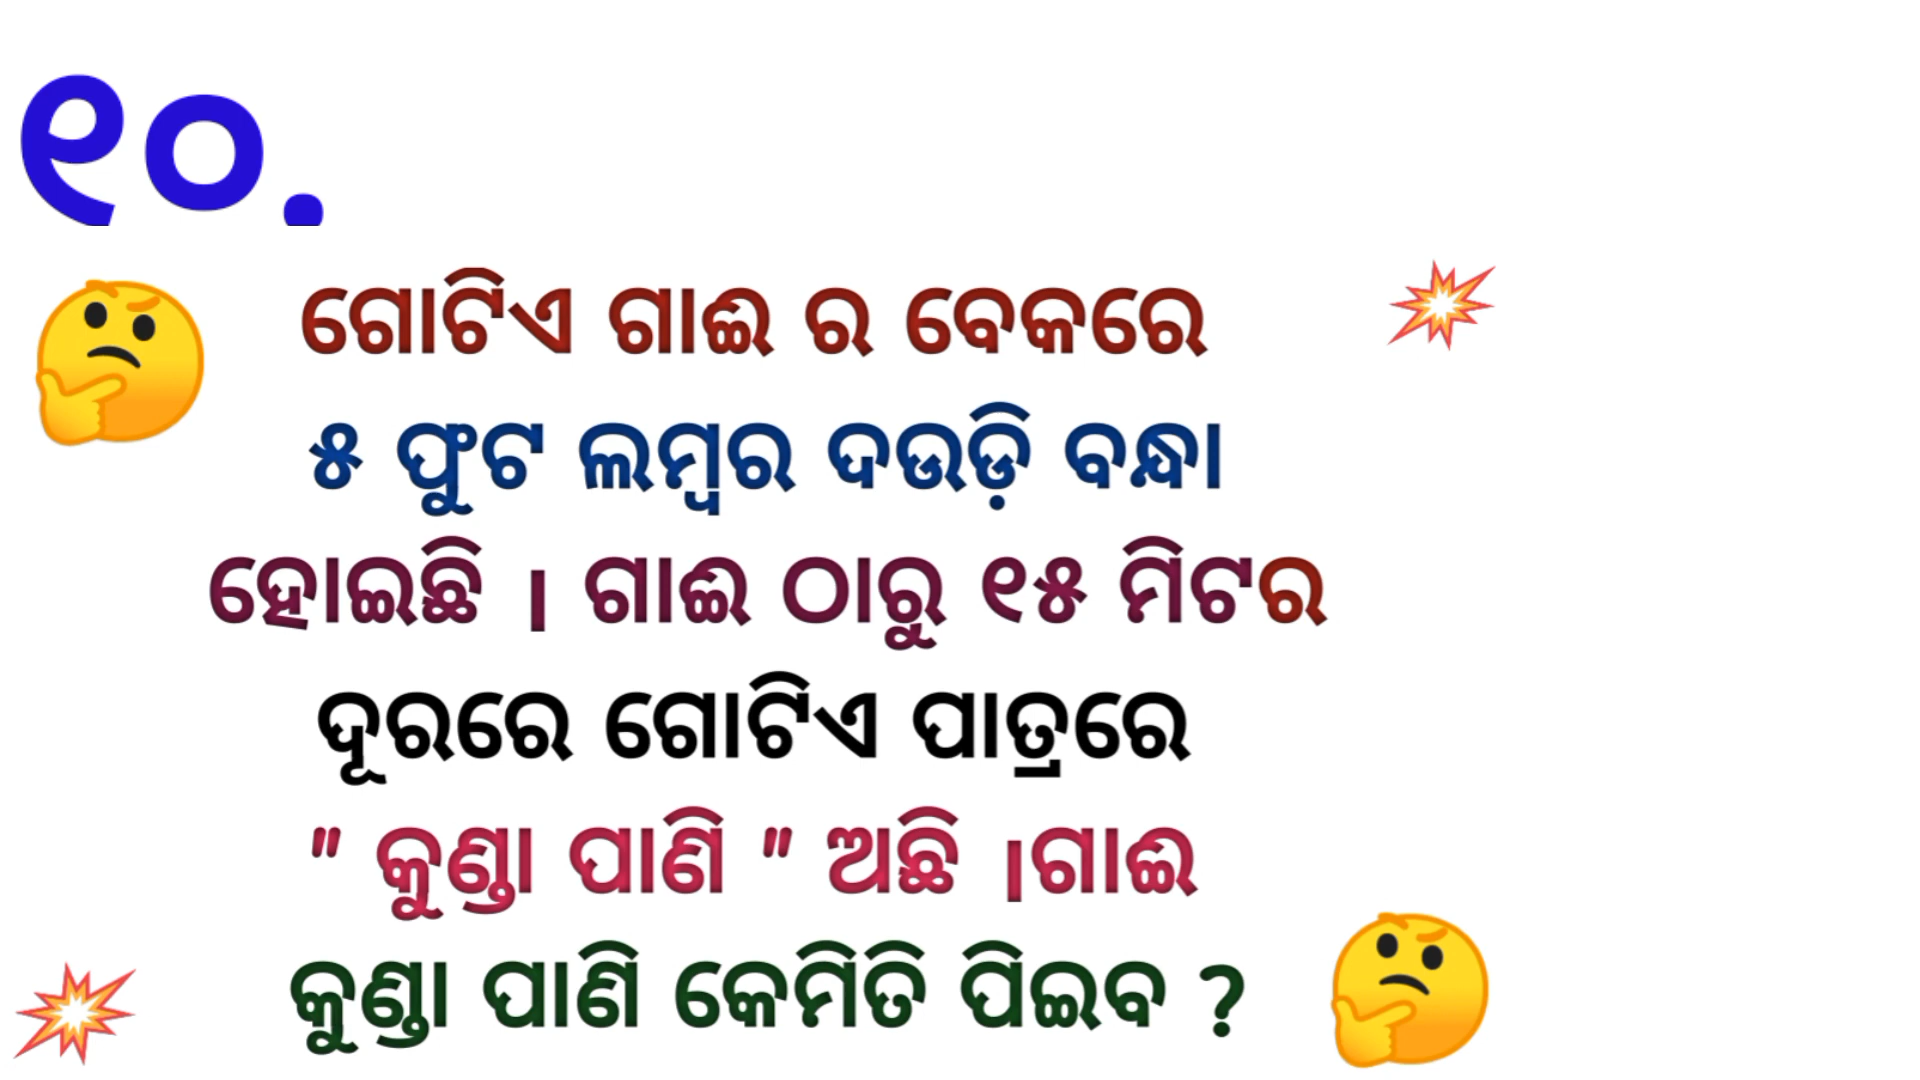 ୧୦.
ଗୋଟିଏ ଗାଈ ର ବେକରେ
୫ ଫୁଟ ଲମ୍ବର ଦଉଡ଼ି ବନ୍ଧା
ହୋଇଛି । ଗାଈ ଠାରୁ ୧୫ ମିଟର
ଦୂରରେ ଗୋଟିଏ ପାତ୍ରରେ
" କୁଣ୍ଡା ପାଣି " ଅଛି ।ଗାଈ
କୁଣ୍ଡା ପାଣି କେମିତି ପିଇବ ?